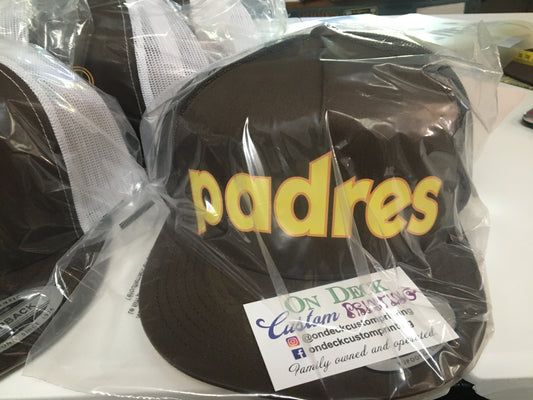 padres
On Deck
Custom Printing
@ondeckcustomprinting
ondeckcustomprinting
Family owned and operated